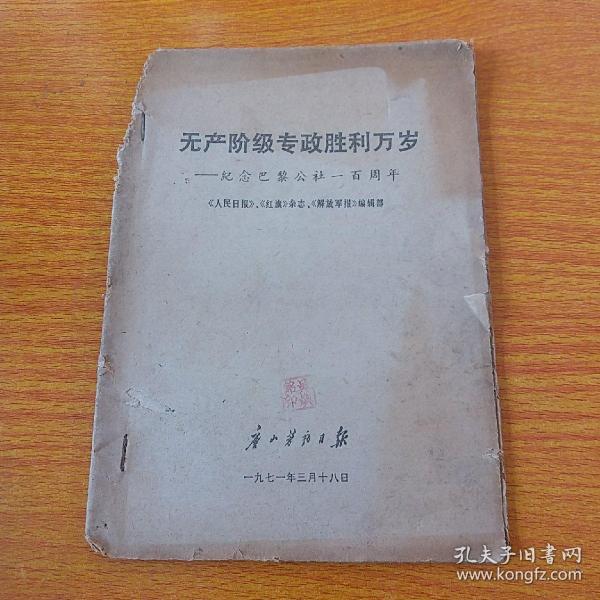 无产阶级专政胜利万岁
——纪念巴黎公社一百周年
《人民日报》、《红旗》杂志、《解放军报》编辑部
唐山劳动日报
一九七一年三月十八日
孔夫子旧书网
www.kongfz.com